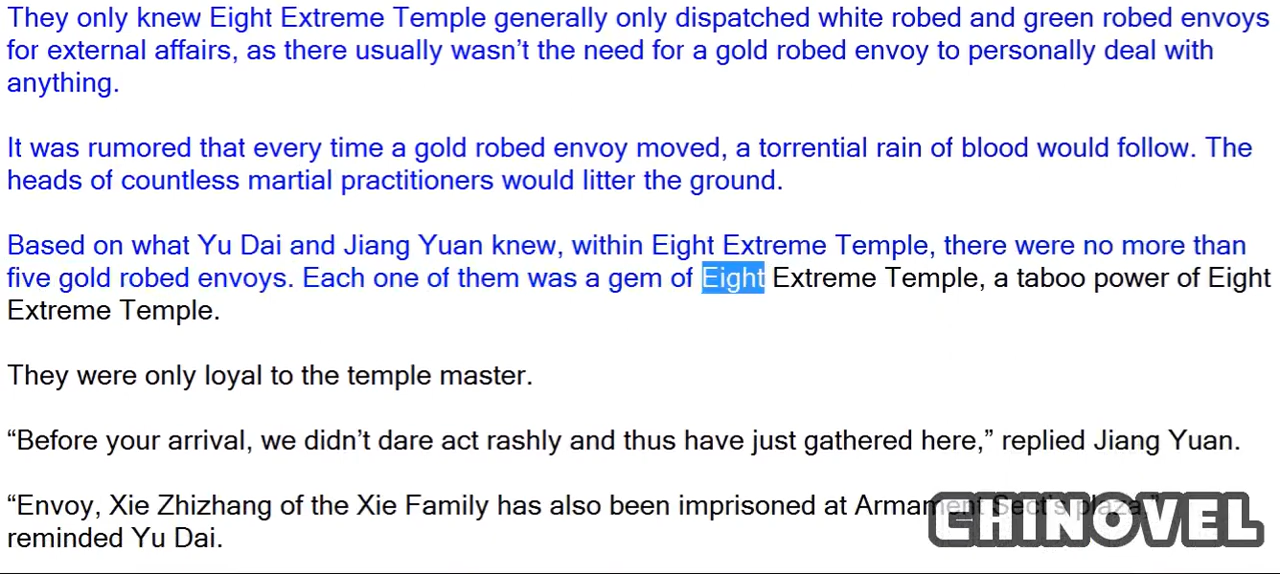 They only knew Eight Extreme Temple generally only dispatched white robed and green robed envoys
for external affairs, as there usually wasn’t the need for a gold robed envoy to personally deal with
anything.
It was rumored that every time a gold robed envoy moved, a torrential rain of blood would follow. The
heads of countless martial practitioners would litter the ground.
Based on what Yu Dai and Jiang Yuan knew, within Eight Extreme Temple, there were no more than
five gold robed envoys. Each one of them was a gem of Eight Extreme Temple, a taboo power of Eight
Extreme Temple.
They were only loyal to the temple master.
“Before your arrival, we didn’t dare act rashly and thus have just gathered here,” replied Jiang Yuan.
“Envoy, Xie Zhizhang of the Xie Family has also been imprisoned at Armament Sect’s plaza,”
reminded Yu Dai.
CHINOVEL